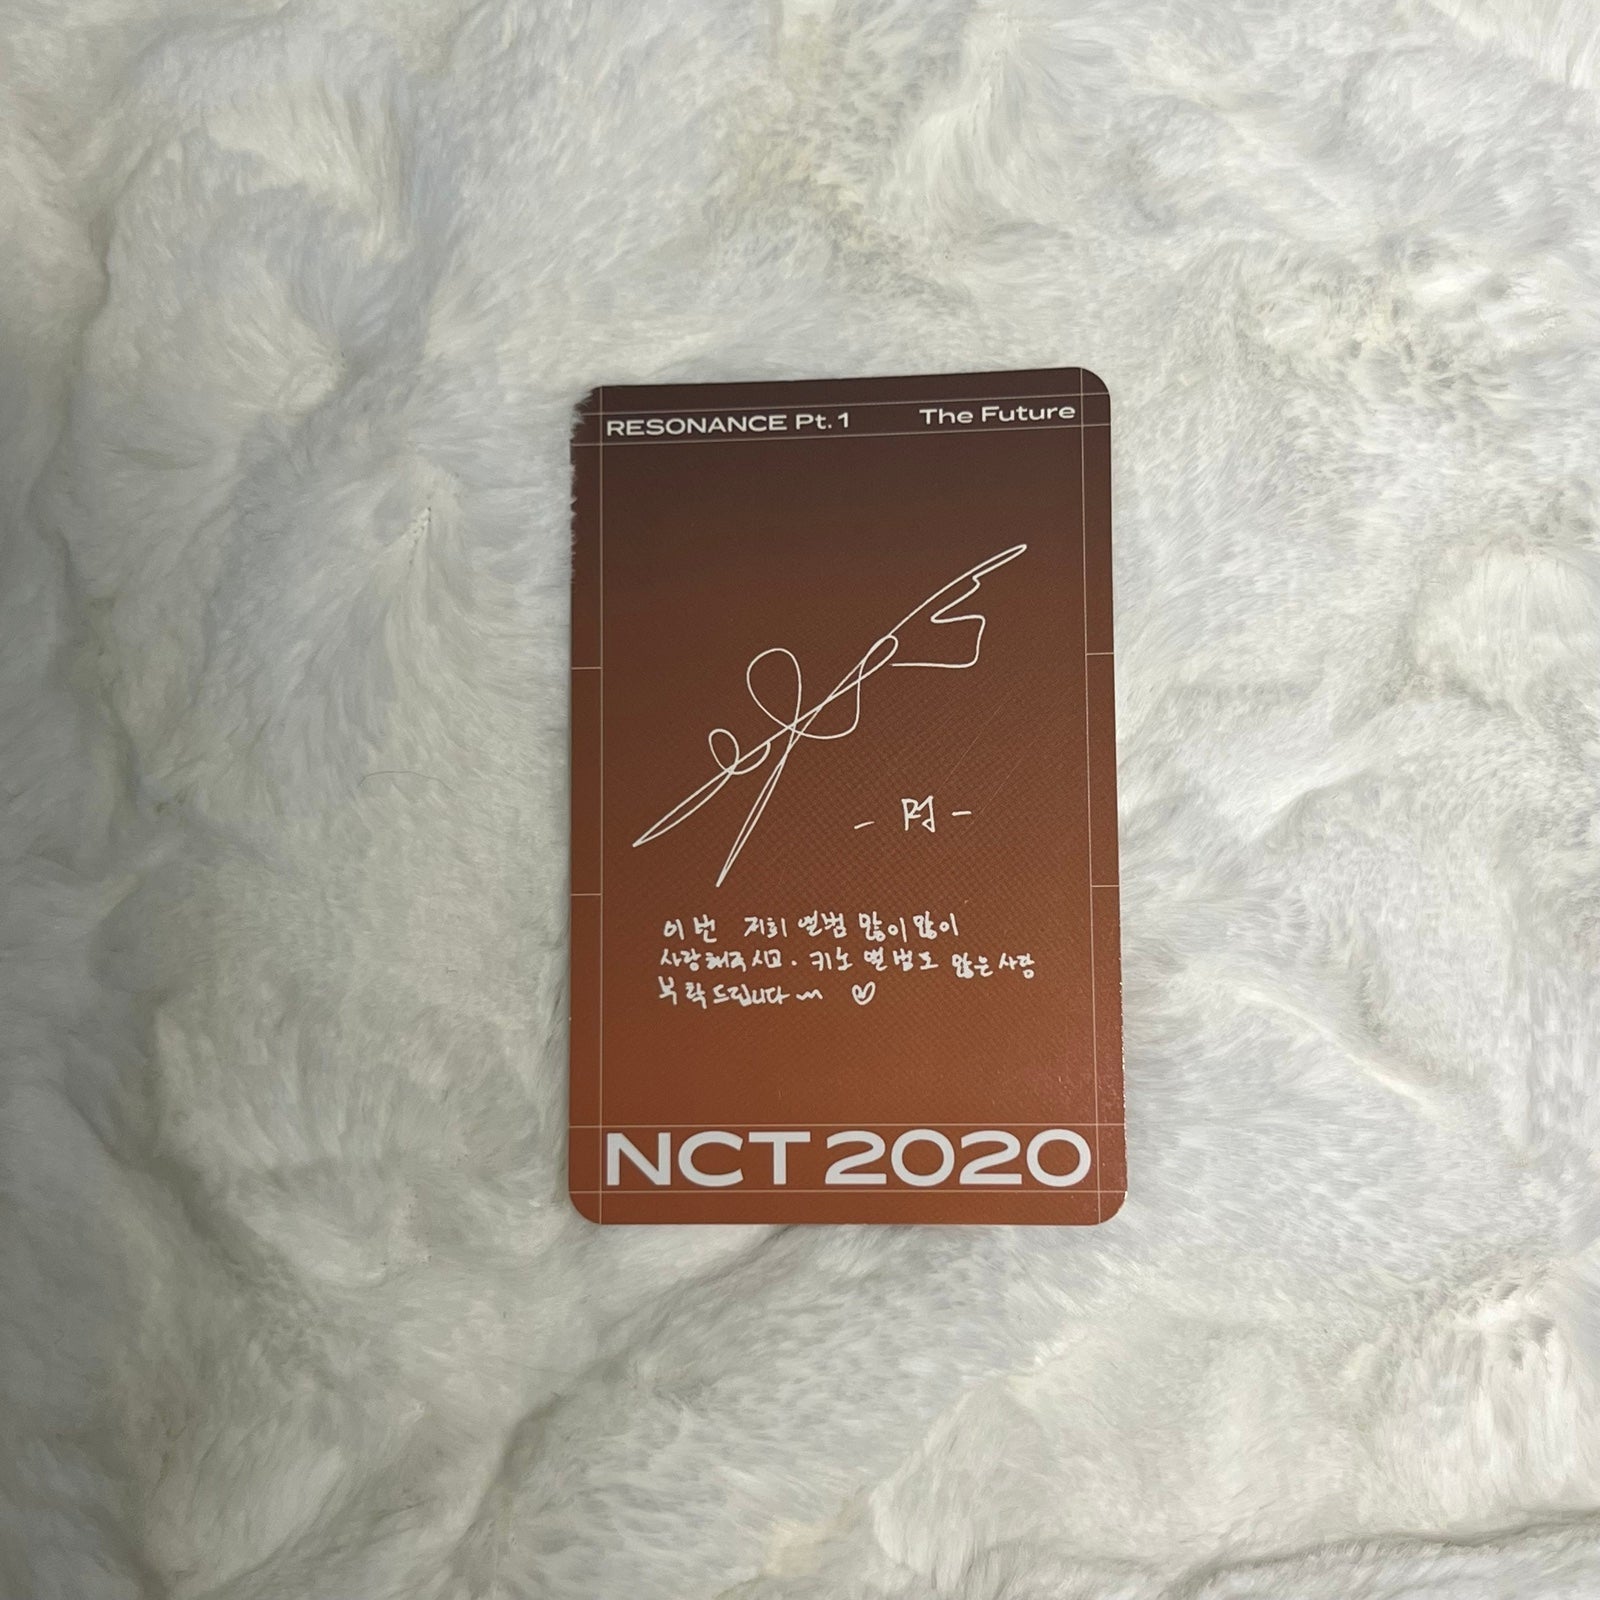 RESONANCE Pt. 1 The Future
이번 저희 앨범 많이많이
사랑해주시고. 키노 앨범도 많은 사랑
부탁드립니다~ ♡
NCT 2020